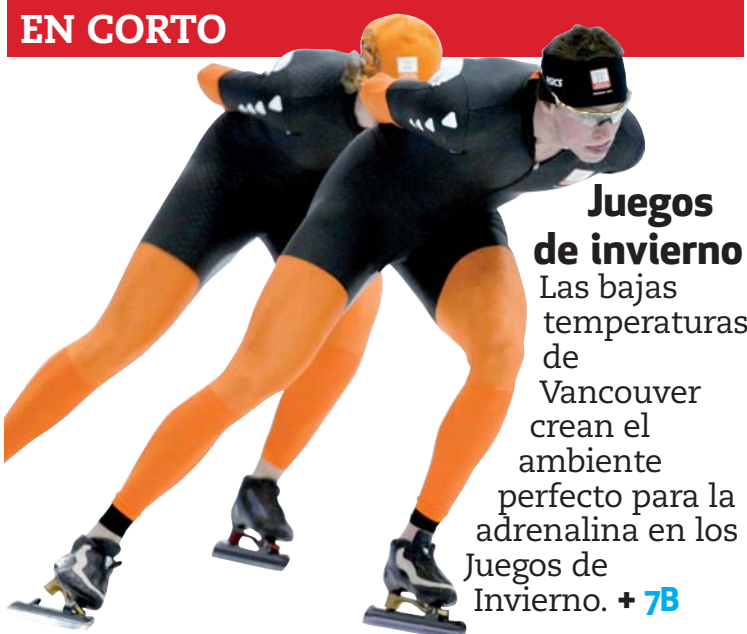 EN CORTO
asics
Juegos
de invierno
Las bajas
temperaturas
de
Vancouver
crean el
ambiente
perfecto para la
adrenalina en los
Juegos de
Invierno. + 7B